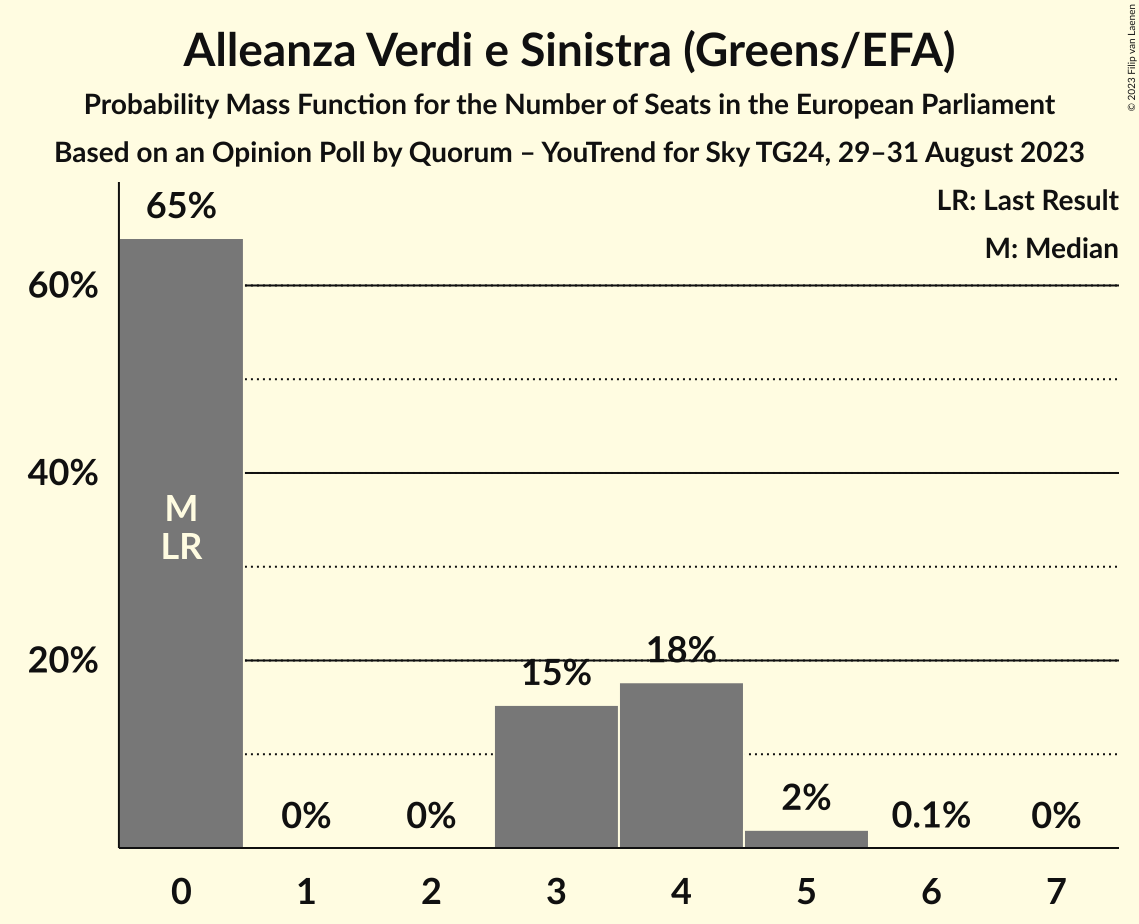 Alleanza Verdi e Sinistra (Greens/EFA)
Probability Mass Function for the Number of Seats in the European Parliament
Based on an Opinion Poll by Quorum – YouTrend for Sky TG24, 29–31 August 2023
© 2023 Filip van Laenen
LR: Last Result
M: Median
65%
60%
40%
M
LR
20%
15%
18%
0%
0%
2%
0.1%
0%
0 1 2 3 4 5 6 7